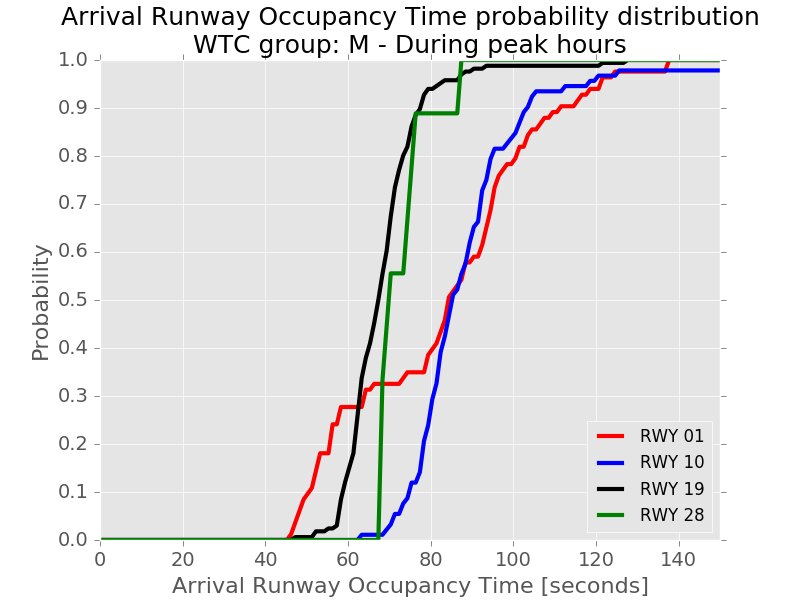 Arrival Runway Occupancy Time probability distribution
WTC group: M - During peak hours
1.0
0.9
0.8
0.7
0.6
0.5
0.4
0.3
0.2
0.1
0.0
Probability
0 20 40 60 80 100 120 140
Arrival Runway Occupancy Time [seconds]
RWY 01
RWY 10
RWY 19
RWY 28